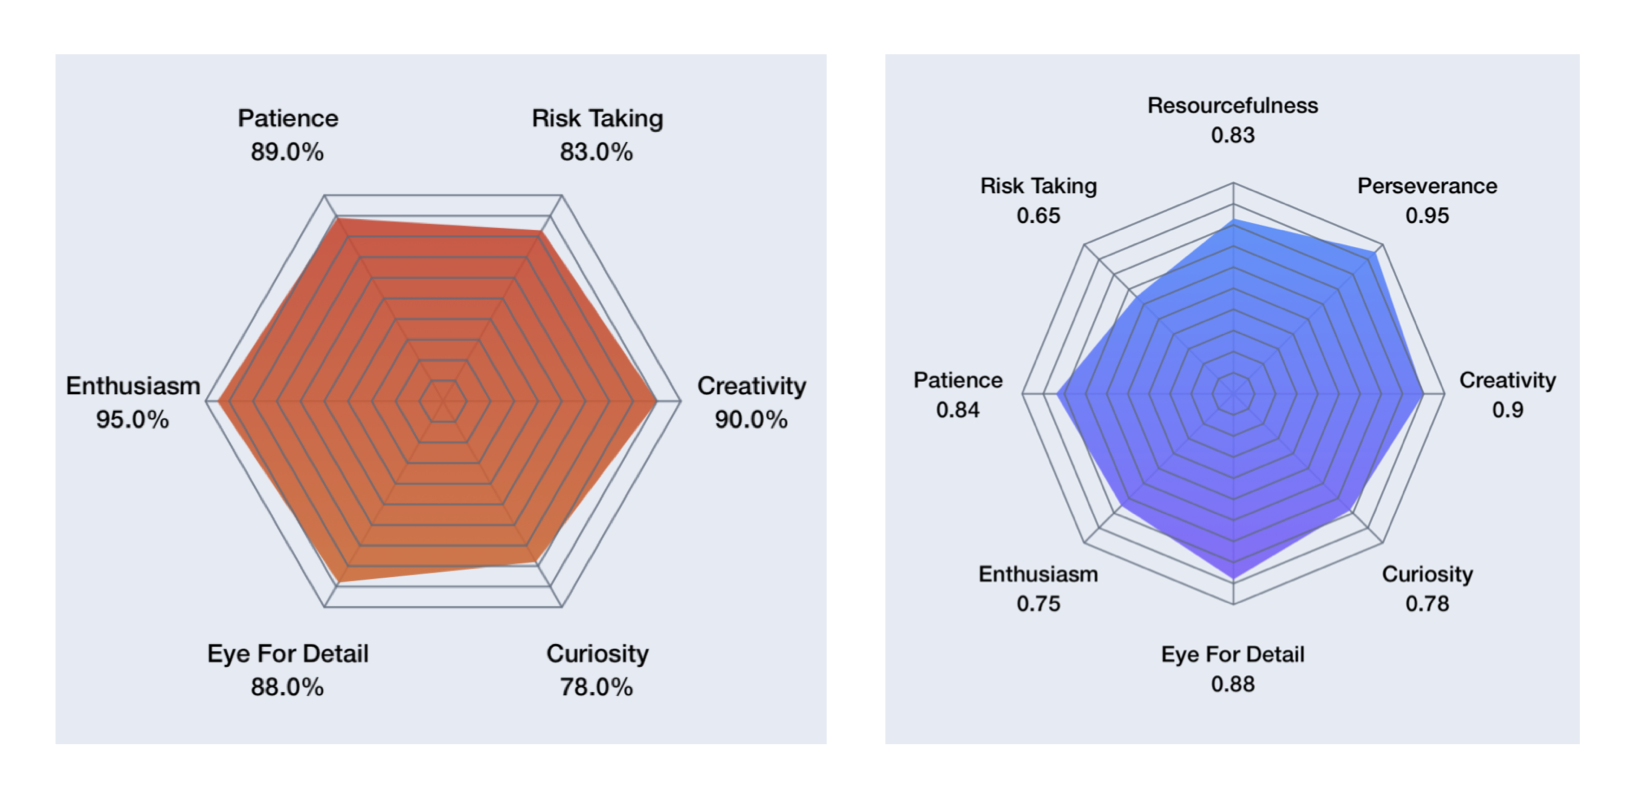 Patience
89.0%
Risk Taking
83.0%
Enthusiasm
95.0%
Creativity
90.0%
Eye For Detail
88.0%
Curiosity
78.0%
Resourcefulness
0.83
Risk Taking
0.65
Perseverance
0.95
Patience
0.84
Creativity
0.9
Enthusiasm
0.75
Curiosity
0.78
Eye For Detail
0.88